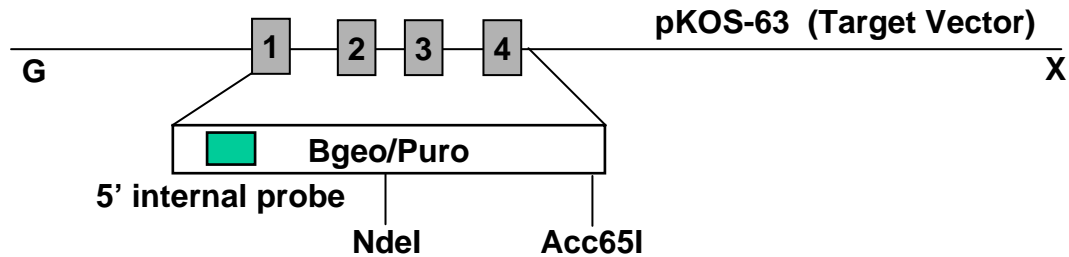 pKOS-63 (Target Vector)
1 2 3 4
G X
Bgeo/Puro
5’ internal probe
NdeI Acc65I